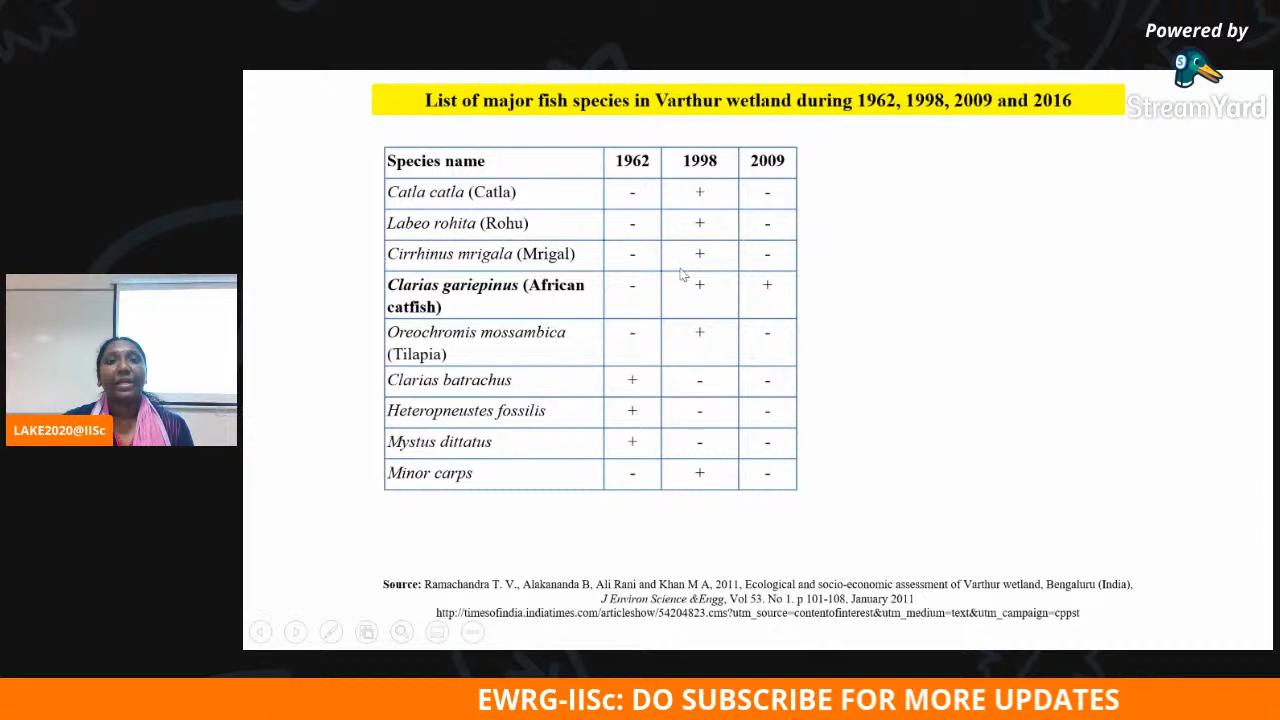 Powered by
StreamYard
List of major fish species in Varthur wetland during 1962, 1998, 2009 and 2016
Species name 1962 1998 2009
Catla catla (Catla) - + -
Labeo rohita (Rohu) - + -
Cirrhinus mrigala (Mrigal) - + -
Clarias gariepinus (African - + +
catfish)
Oreochromis mossambica - + -
(Tilapia)
Clarias batrachus + - -
Heteropneustes fossilis + - -
Mystus dittatus + - -
Minor carps - + -
LAKE2020@IISc
Source: Ramachandra T. V., Alakananda B, Ali Rani and Khan M A, 2011, Ecological and socio-economic assessment of Varthur wetland, Bengaluru (India),
J Environ Science &Engg, Vol 53. No 1. p 101-108, January 2011
http://timesofindia.indiatimes.com/articleshow/54204823.cms?utm_source=contentofinterest&utm_medium=text&utm_campaign=cppst
EWRG-IISc: DO SUBSCRIBE FOR MORE UPDATES